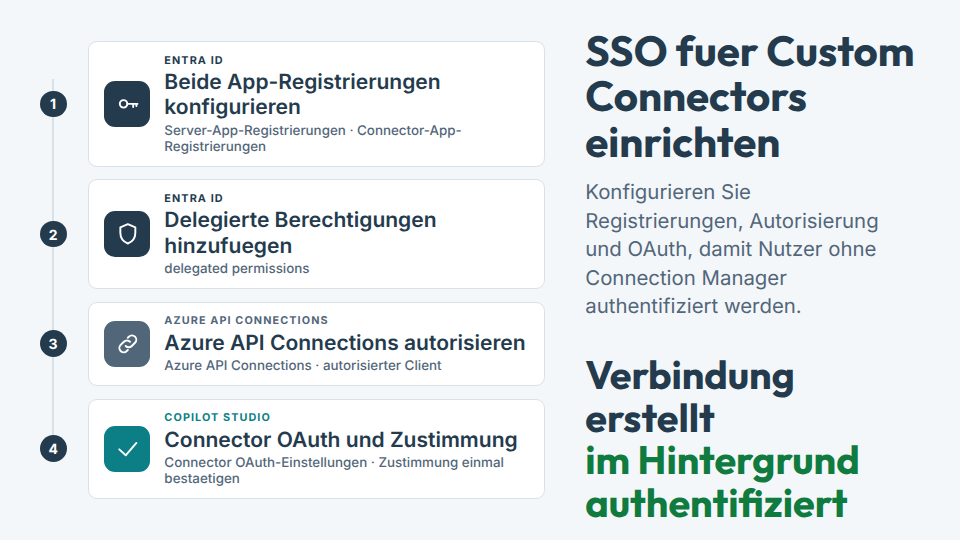 1
ENTRA ID
Beide App-Registrierungen
konfigurieren
Server-App-Registrierungen · Connector-App-
Registrierungen
2
ENTRA ID
Delegierte Berechtigungen
hinzufuegen
delegated permissions
3
AZURE API CONNECTIONS
Azure API Connections autorisieren
Azure API Connections · autorisierter Client
4
COPILOT STUDIO
Connector OAuth und Zustimmung
Connector OAuth-Einstellungen · Zustimmung einmal
bestaetigen
SSO fuer Custom
Connectors
einrichten
Konfigurieren Sie
Registrierungen, Autorisierung
und OAuth, damit Nutzer ohne
Connection Manager
authentifiziert werden.
Verbindung
erstellt
im Hintergrund
authentifiziert